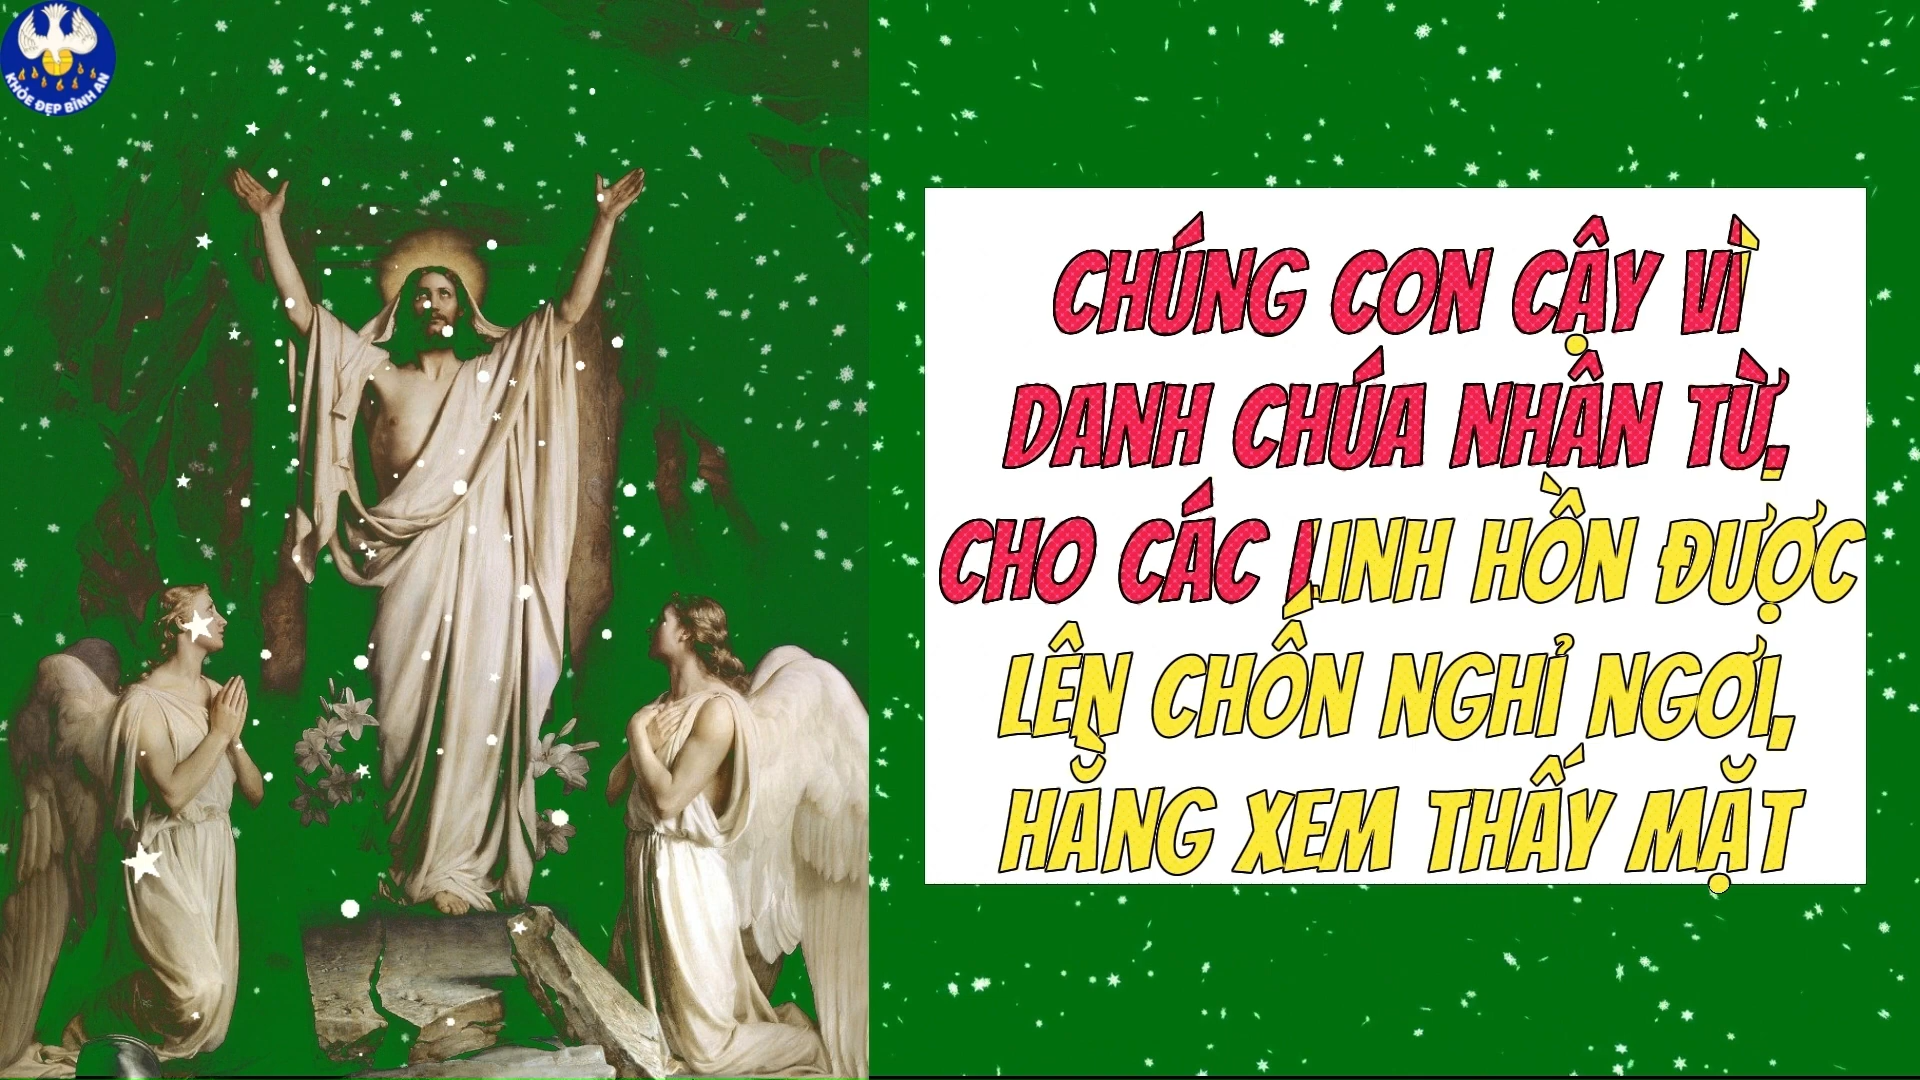 KHỎE ĐẸP BÌNH AN
CHÚNG CON CẬY VÌ
DANH CHÚA NHÂN TỪ,
CHO CÁC LINH HỒN ĐƯỢC
LÊN CHỐN NGHỈ NGƠI,
HẰNG XEM THẤY MẶT